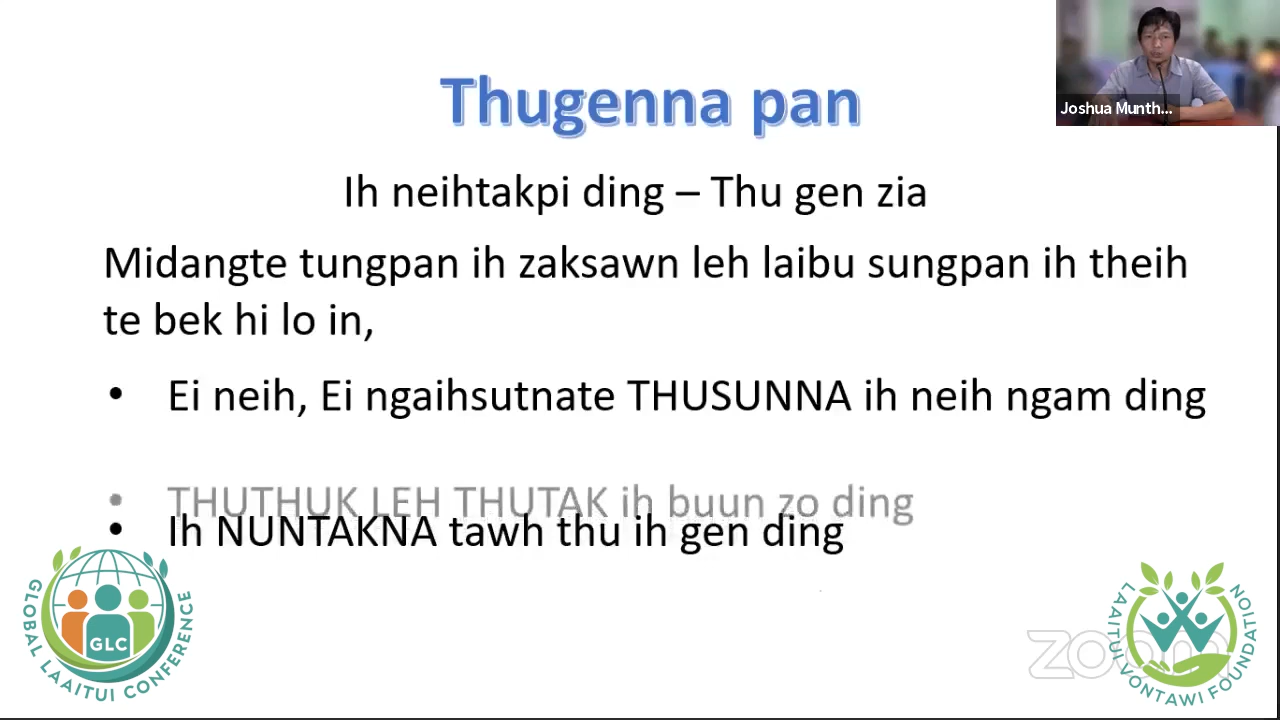 Thugenna pan
Joshua Munth...
Ih neihtakpi ding – Thu gen zia
Midangte tungpan ih zaksawn leh laibu sungpan ih theih
te bek hi lo in,
• Ei neih, Ei ngaihsutnate THUSUNNA ih neih ngam ding
• THUTHUK LEH THUTAK ih buun zo ding
• Ih NUNTAKNA tawh thu ih gen ding
GLC
GLOBAL LAAITUI CONFERENCE
zoom
LAAITUI VONTAWI FOUNDATION